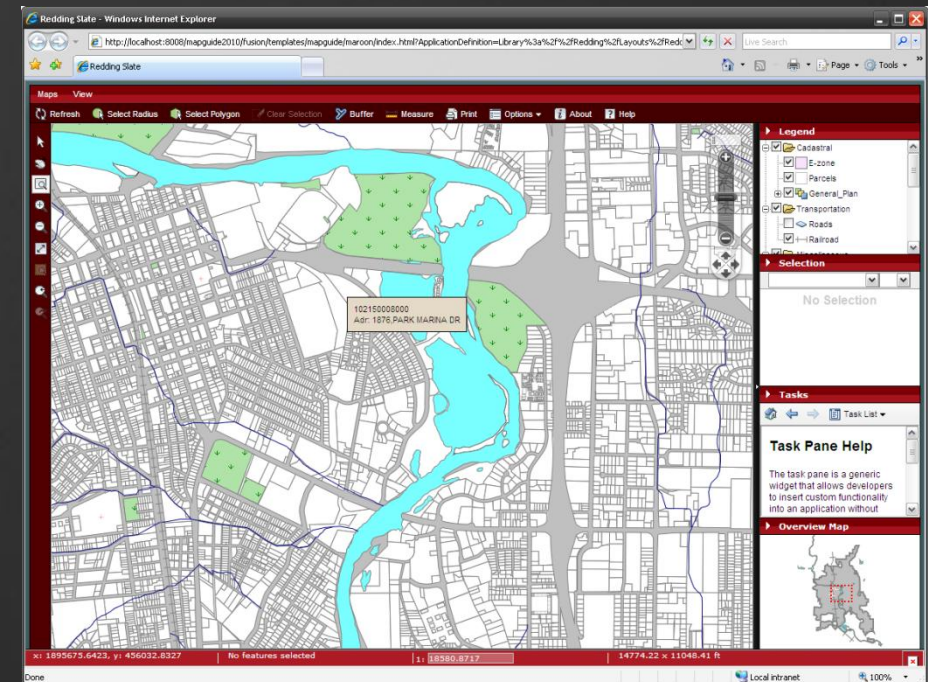 Redding Slate - Windows Internet Explorer
http://localhost:8008/mapguide2010/fusion/templates/mapguide/maroon/index.html?ApplicationDefinition=Library%3a%2f%2fRedding%2fLayouts%2fRedd
Live Search
Redding Slate
Page
Tools
Maps View
Refresh Select Radius Select Polygon Clear Selection Buffer Measure Print Options About Help
Legend
Cadastral
E-zone
Parcels
General_Plan
Transportation
Roads
Railroad
Selection
No Selection
102150008000
Adr: 1876,PARK MARINA DR
Tasks
Task List
Task Pane Help
The task pane is a generic
widget that allows developers
to insert custom functionality
into an application without
Overview Map
x: 1895675.6423, y: 456032.8327 No features selected 1: 18580.8717 14774.22 x 11048.41 ft
Done Local intranet 100%